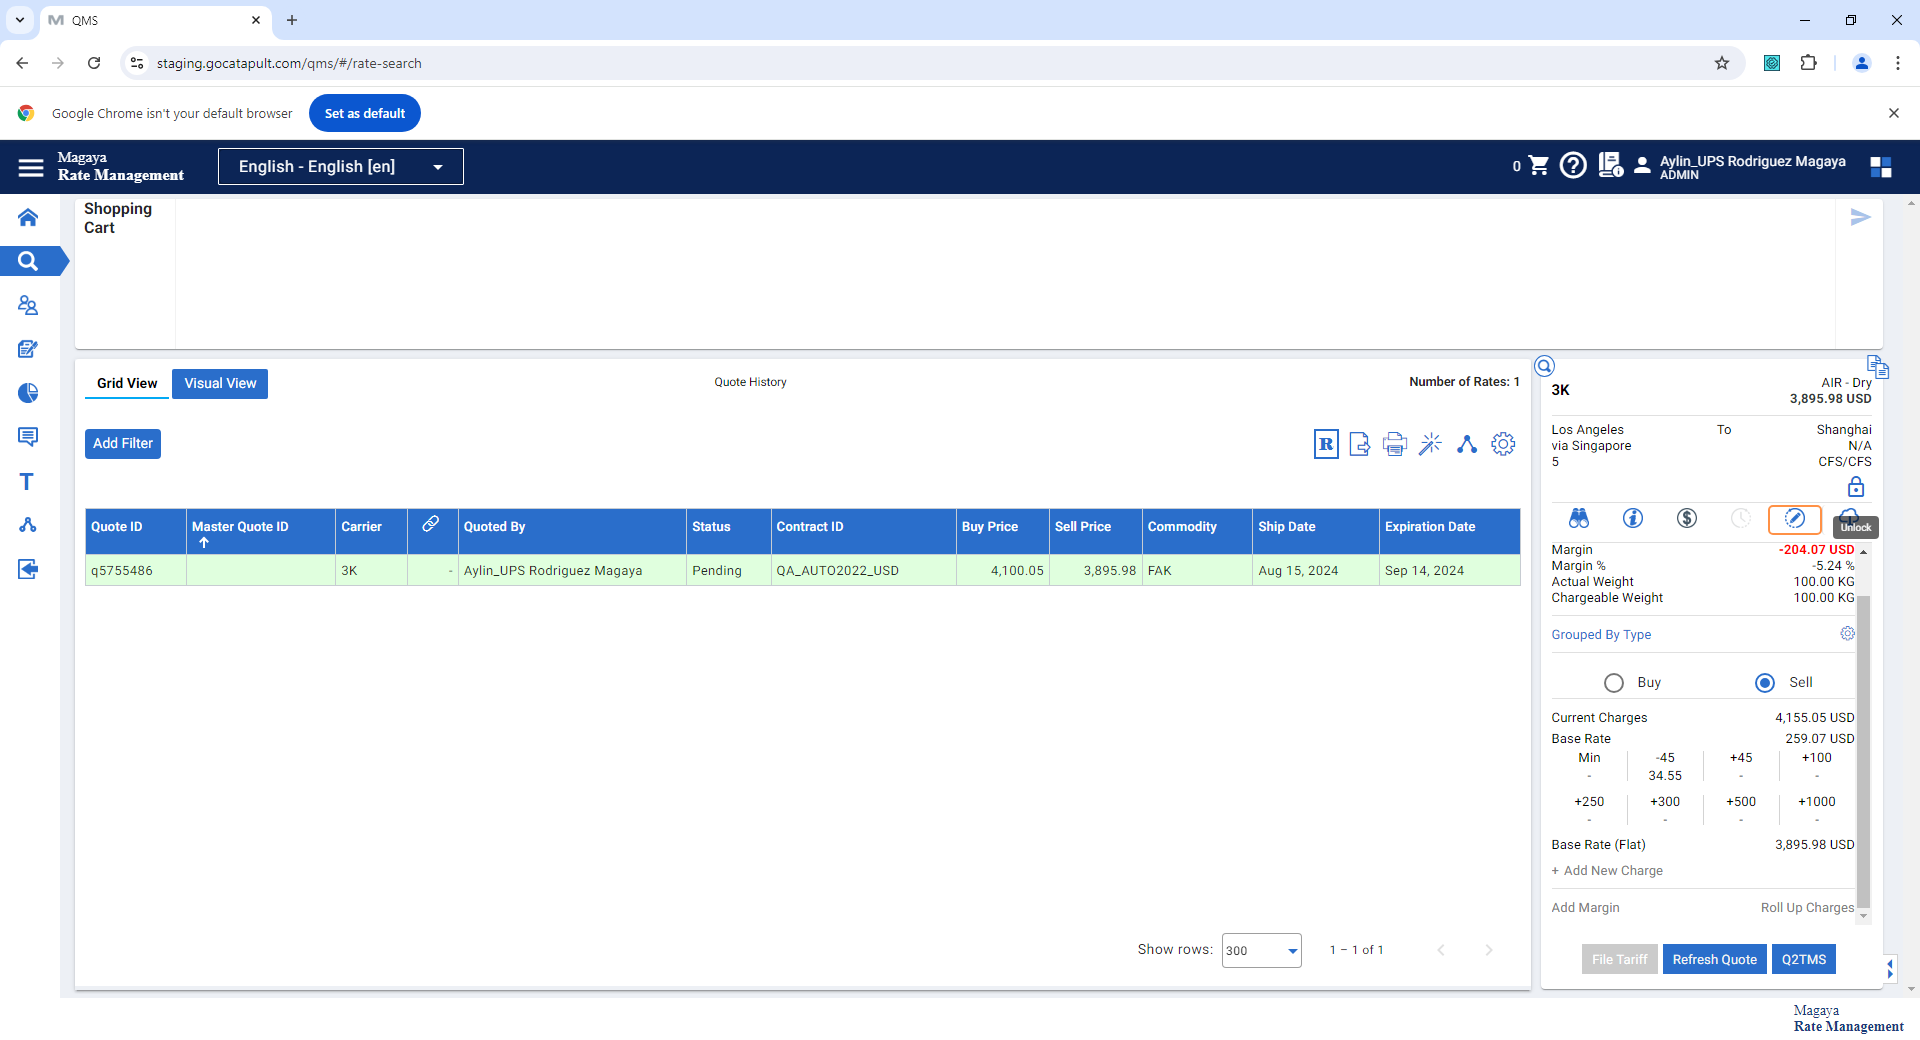 QMS
staging.gocatapult.com/qms/#/rate-search
Google Chrome isn't your default browser
Set as default
Magaya
Rate Management
English - English [en]
0
Aylin_UPS Rodriguez Magaya
ADMIN
Shopping
Cart
Grid View
Visual View
Quote History
Number of Rates: 1
Add Filter
R
Quote ID
Master Quote ID
Carrier
Quoted By
Status
Contract ID
Buy Price
Sell Price
Commodity
Ship Date
Expiration Date
q5755486
3K
-
Aylin_UPS Rodriguez Magaya
Pending
QA_AUTO2022_USD
4,100.05
3,895.98
FAK
Aug 15, 2024
Sep 14, 2024
Show rows:
300
1 – 1 of 1
3K
AIR - Dry
3,895.98 USD
Los Angeles
To
Shanghai
via Singapore
N/A
5
CFS/CFS
Unlock
Margin
-204.07 USD
Margin %
-5.24 %
Actual Weight
100.00 KG
Chargeable Weight
100.00 KG
Grouped By Type
Buy
Sell
Current Charges
4,155.05 USD
Base Rate
259.07 USD
Min
-45
+45
+100
-
34.55
-
-
+250
+300
+500
+1000
-
-
-
-
Base Rate (Flat)
3,895.98 USD
+ Add New Charge
Add Margin
Roll Up Charges
File Tariff
Refresh Quote
Q2TMS
Magaya
Rate Management